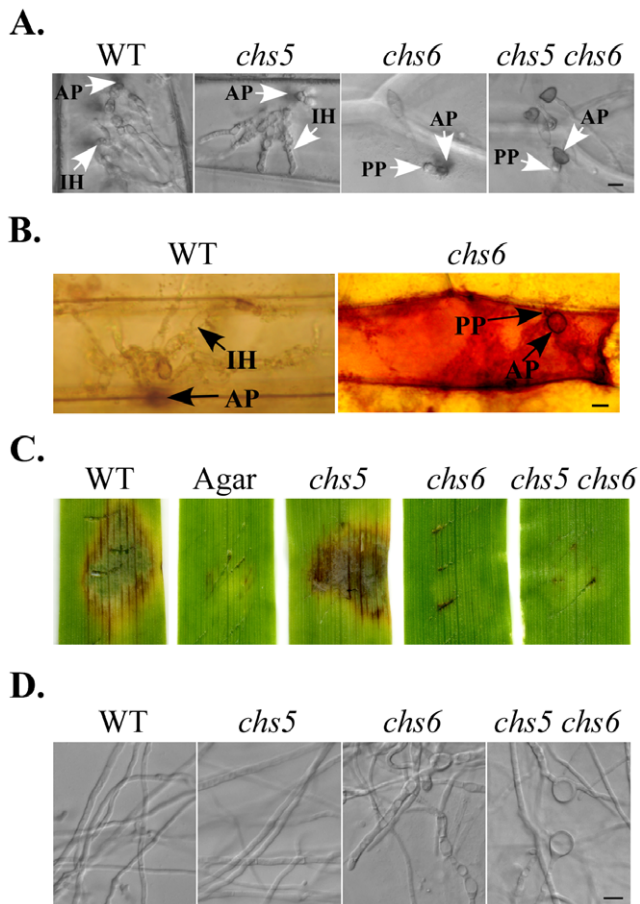 A.
WT chs5 chs6 chs5 chs6
AP AP AP
IH
IH PP PP AP
B.
WT chs6
PP
IH
AP AP
C.
WT Agar chs5 chs6 chs5 chs6
D.
WT chs5 chs6 chs5 chs6